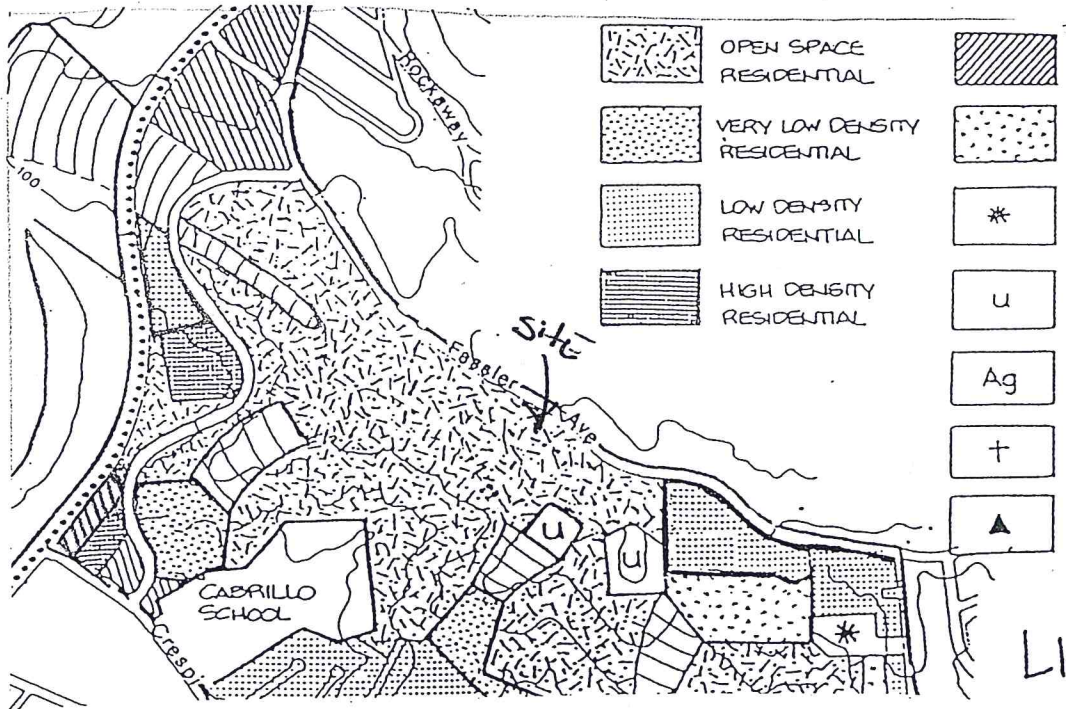 OPEN SPACE
RESIDENTIAL
VERY LOW DENSITY
RESIDENTIAL
LOW DENSITY
RESIDENTIAL
HIGH DENSITY
RESIDENTIAL
U
Ag
Rockaway
100
Site
Fassler Ave
U
U
CABRILLO
SCHOOL
Crespi
LI